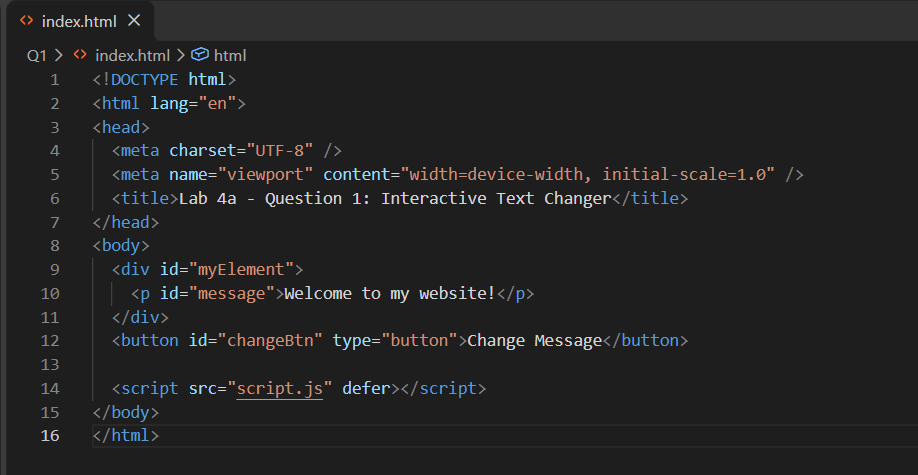 index.html
Q1 > index.html > html
1 <!DOCTYPE html>
2 <html lang="en">
3 <head>
4   <meta charset="UTF-8" />
5   <meta name="viewport" content="width=device-width, initial-scale=1.0" />
6   <title>Lab 4a - Question 1: Interactive Text Changer</title>
7 </head>
8 <body>
9   <div id="myElement">
10     <p id="message">Welcome to my website!</p>
11   </div>
12   <button id="changeBtn" type="button">Change Message</button>
13
14   <script src="script.js" defer></script>
15 </body>
16 </html>